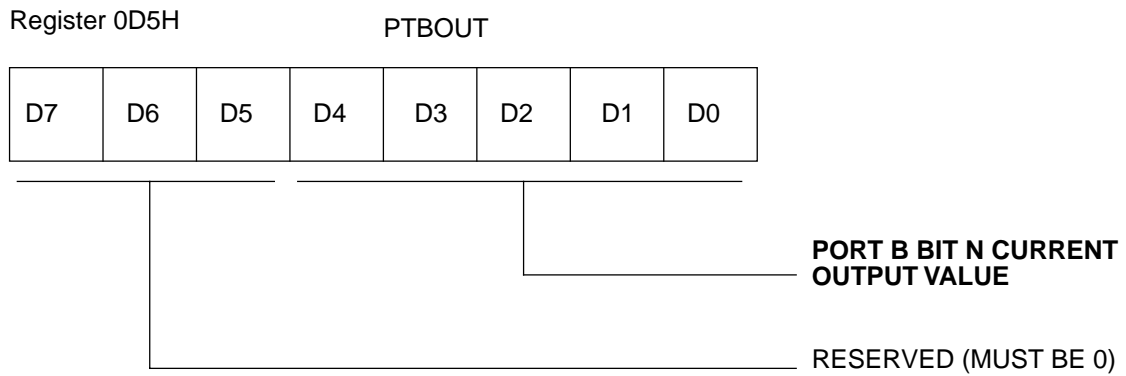 Register 0D5H
PTBOUT
D7 D6 D5 D4 D3 D2 D1 D0
PORT B BIT N CURRENT
OUTPUT VALUE
RESERVED (MUST BE 0)